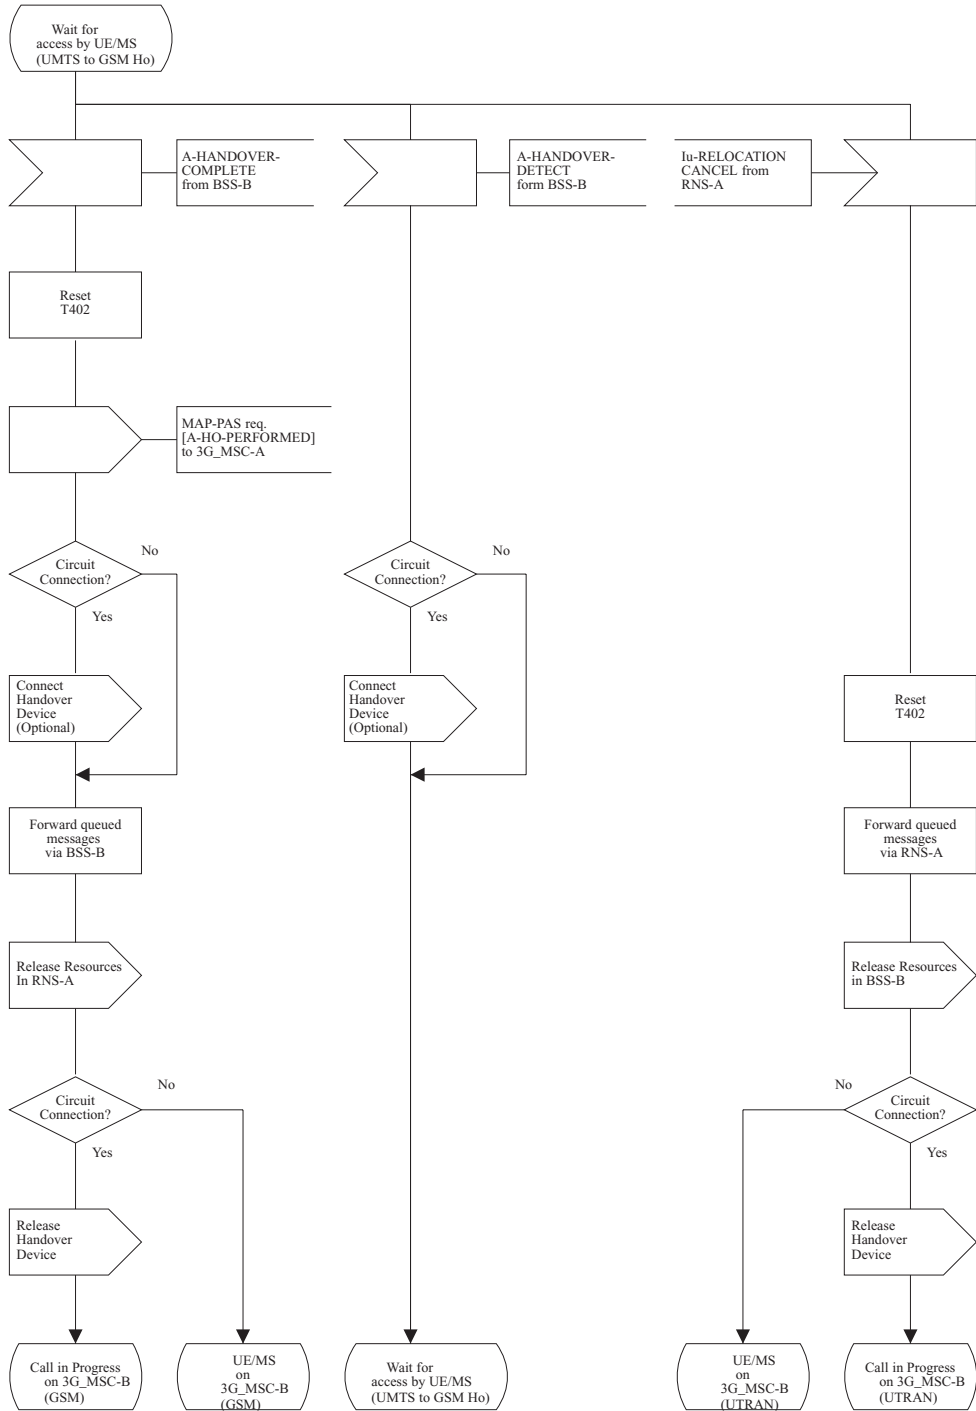 Wait for
access by UE/MS
(UMTS to GSM Ho)
A-HANDOVER-
COMPLETE
from BSS-B
A-HANDOVER-
DETECT
form BSS-B
Iu-RELOCATION
CANCEL from
RNS-A
Reset
T402
MAP-PAS req.
[A-HO-PERFORMED]
to 3G_MSC-A
Circuit
Connection?
No
Yes
Circuit
Connection?
No
Yes
Connect
Handover
Device
(Optional)
Connect
Handover
Device
(Optional)
Reset
T402
Forward queued
messages
via BSS-B
Forward queued
messages
via RNS-A
Release Resources
In RNS-A
Release Resources
in BSS-B
Circuit
Connection?
No
Yes
No
Circuit
Connection?
Yes
Release
Handover
Device
Release
Handover
Device
Call in Progress
on 3G_MSC-B
(GSM)
UE/MS
on
3G_MSC-B
(GSM)
Wait for
access by UE/MS
(UMTS to GSM Ho)
UE/MS
on
3G_MSC-B
(UTRAN)
Call in Progress
on 3G_MSC-B
(UTRAN)